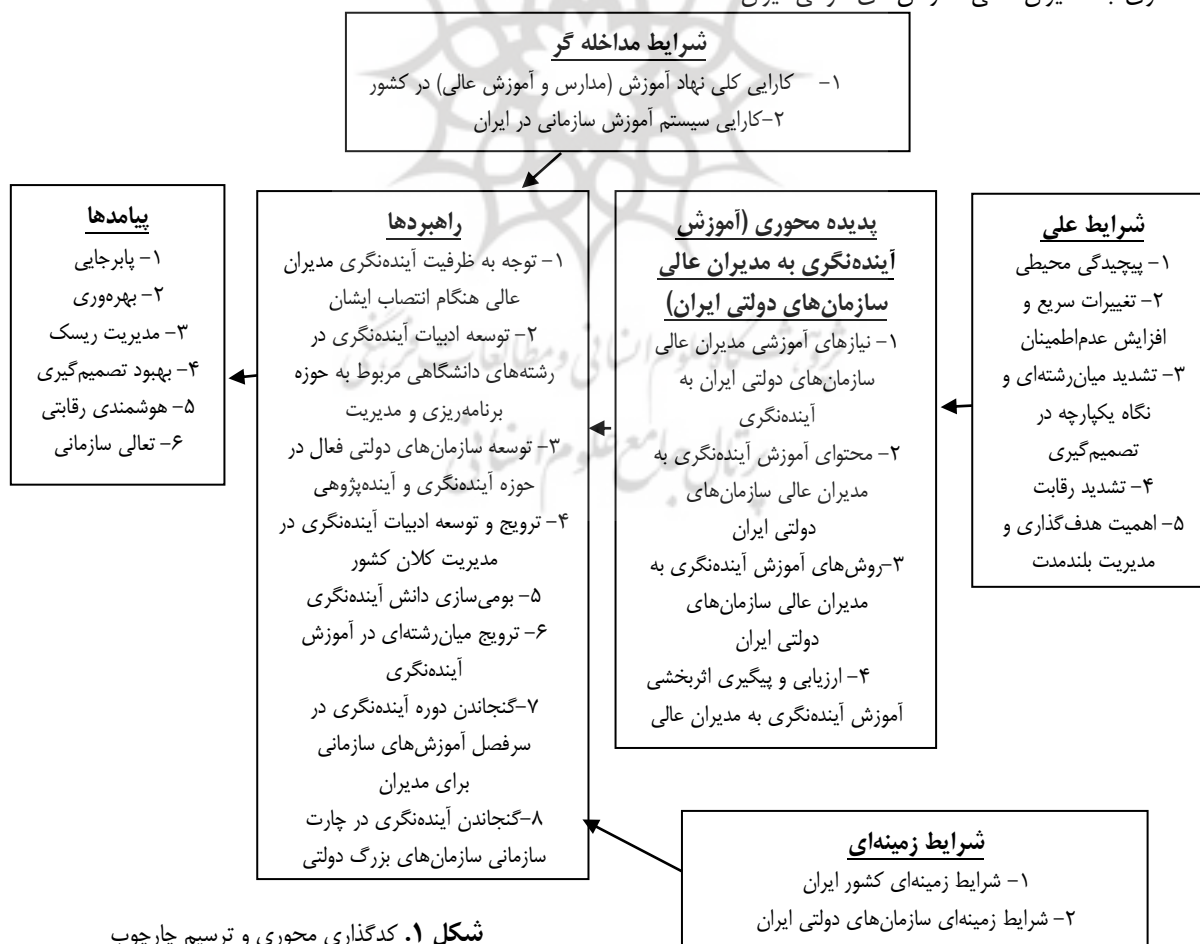 شرایط مداخله گر
۱- کارایی کلی نهاد آموزش (مدارس و آموزش عالی) در کشور
۲-کارایی سیستم آموزش سازمانی در ایران
شرایط علی
۱- پیچیدگی محیطی
۲- تغییرات سریع و
افزایش عدم‌اطمینان
۳- تشدید میان‌رشته‌ای و
نگاه یکپارچه در
تصمیم‌گیری
۴- تشدید رقابت
۵- اهمیت هدف‌گذاری و
مدیریت بلندمدت
پدیده محوری (آموزش
آینده‌نگری به مدیران عالی
سازمان‌های دولتی ایران)
۱- نیازهای آموزشی مدیران عالی
سازمان‌های دولتی ایران به
آینده‌نگری
۲- محتوای آموزش آینده‌نگری به
مدیران عالی سازمان‌های
دولتی ایران
۳-روش‌های آموزش آینده‌نگری به
مدیران عالی سازمان‌های
دولتی ایران
۴- ارزیابی و پیگیری اثربخشی
آموزش آینده‌نگری به مدیران عالی
راهبردها
۱- توجه به ظرفیت آینده‌نگری مدیران
عالی هنگام انتصاب ایشان
۲- توسعه ادبیات آینده‌نگری در
رشته‌های دانشگاهی مربوط به حوزه
برنامه‌ریزی و مدیریت
۳- توسعه سازمان‌های دولتی فعال در
حوزه آینده‌نگری و آینده‌پژوهی
۴- ترویج و توسعه ادبیات آینده‌نگری در
مدیریت کلان کشور
۵- بومی‌سازی دانش آینده‌نگری
۶- ترویج میان‌رشته‌ای در آموزش
آینده‌نگری
۷-گنجاندن دوره آینده‌نگری در
سرفصل آموزش‌های سازمانی
برای مدیران
۸-گنجاندن آینده‌نگری در چارت
سازمانی سازمان‌های بزرگ دولتی
پیامدها
۱- پابرجایی
۲- بهره‌وری
۳- مدیریت ریسک
۴- بهبود تصمیم‌گیری
۵- هوشمندی رقابتی
۶- تعالی سازمانی
شرایط زمینه‌ای
۱- شرایط زمینه‌ای کشور ایران
۲- شرایط زمینه‌ای سازمان‌های دولتی ایران
شکل ۱. کدگذاری محوری و ترسیم چارچوب
پژوهشگاه علوم انسانی و مطالعات فرهنگی
پرتال جامع علوم انسانی